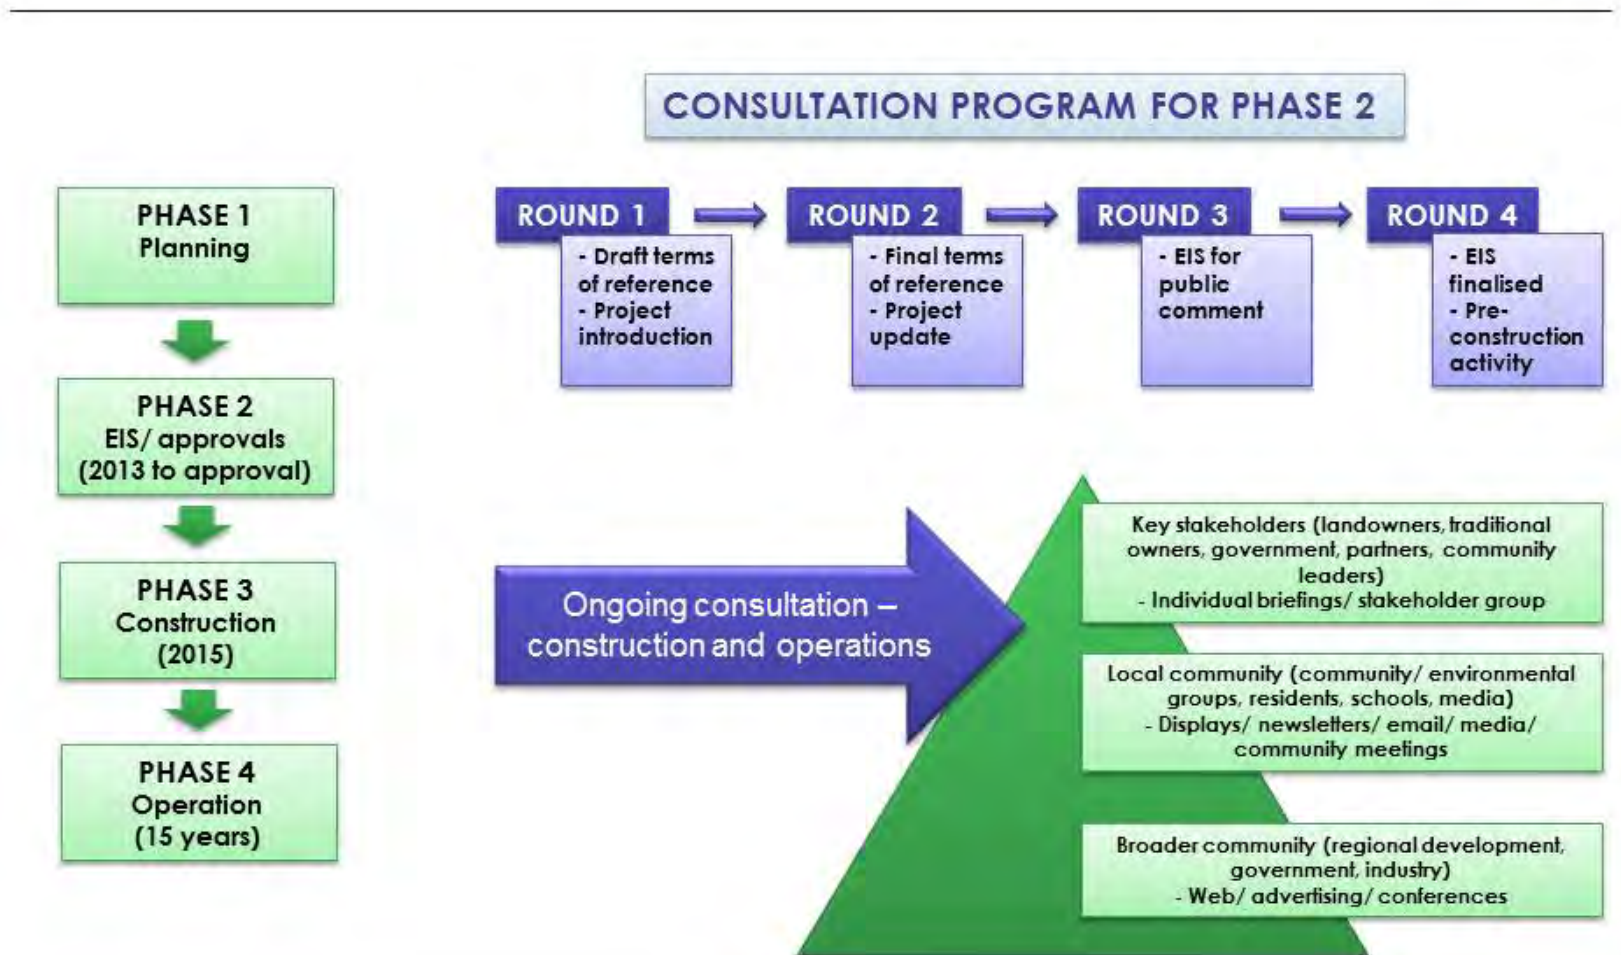 CONSULTATION PROGRAM FOR PHASE 2
PHASE 1
Planning
PHASE 2
EIS/ approvals
(2013 to approval)
PHASE 3
Construction
(2015)
PHASE 4
Operation
(15 years)
ROUND 1
- Draft terms
of reference
- Project
introduction
ROUND 2
- Final terms
of reference
- Project
update
ROUND 3
- EIS for
public
comment
ROUND 4
- EIS
finalised
- Pre-
construction
activity
Ongoing consultation –
construction and operations
Key stakeholders (landowners, traditional
owners, government, partners, community
leaders)
- Individual briefings/ stakeholder group
Local community (community/ environmental
groups, residents, schools, media)
- Displays/ newsletters/ email/ media/
community meetings
Broader community (regional development,
government, industry)
- Web/ advertising/ conferences